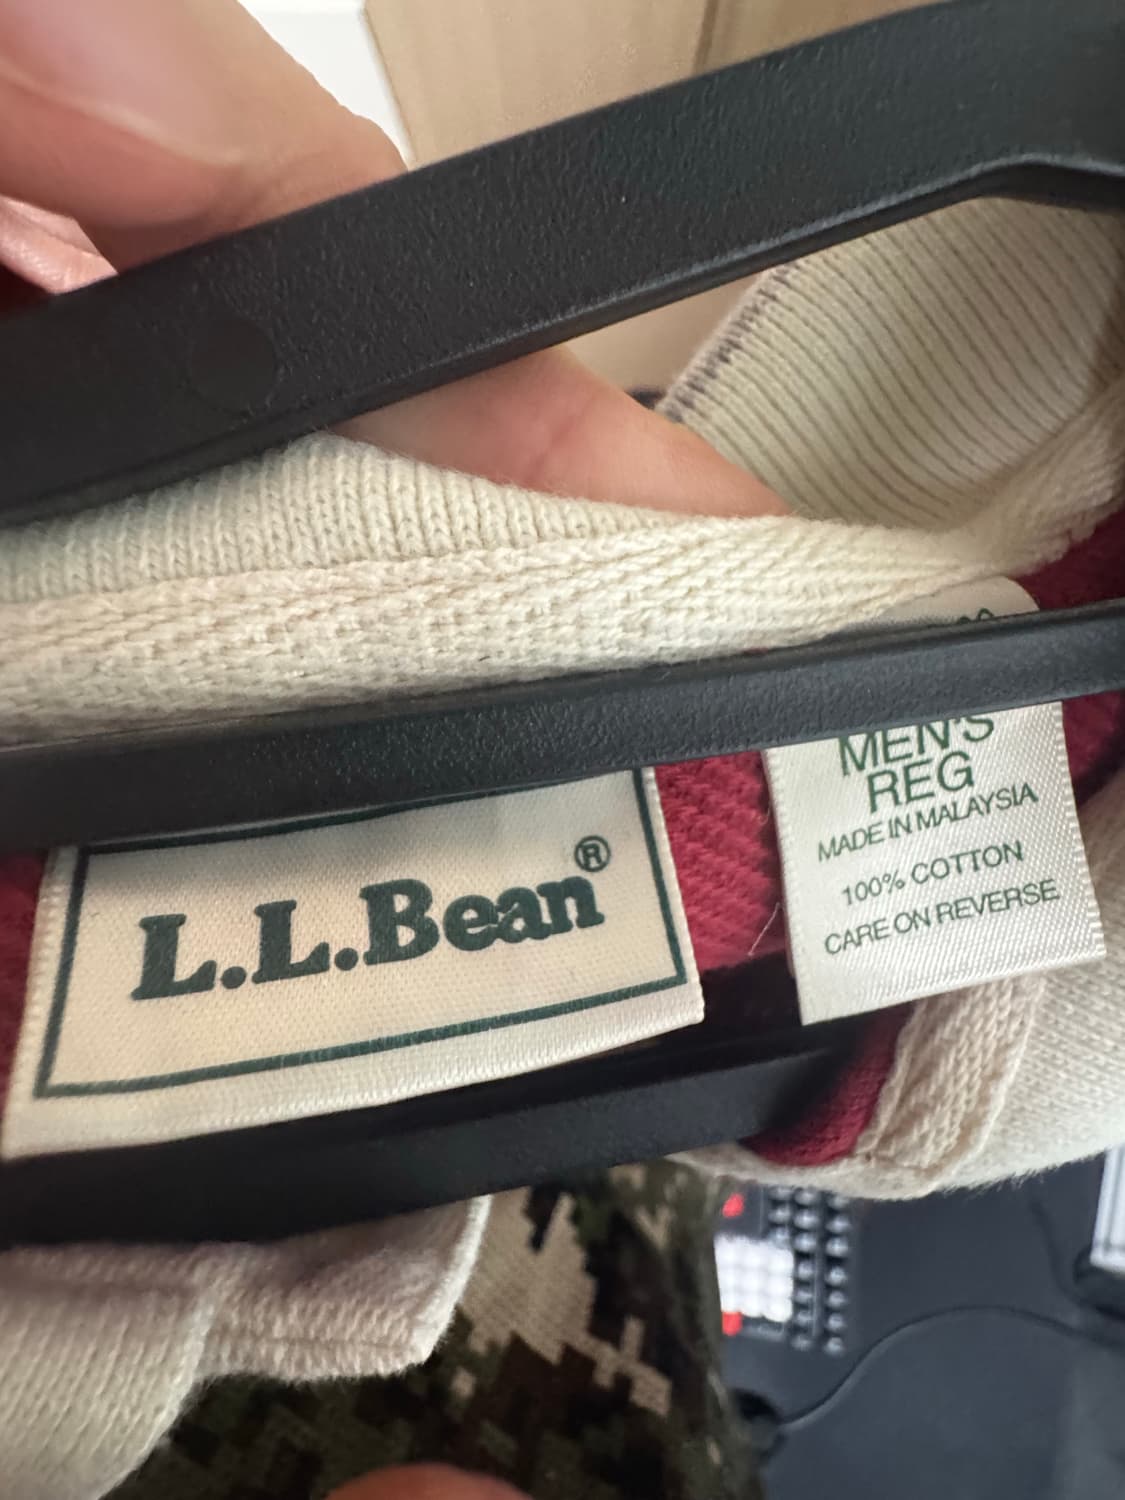 L.L.Bean®
MEN'S
REG
MADE IN MALAYSIA
100% COTTON
CARE ON REVERSE